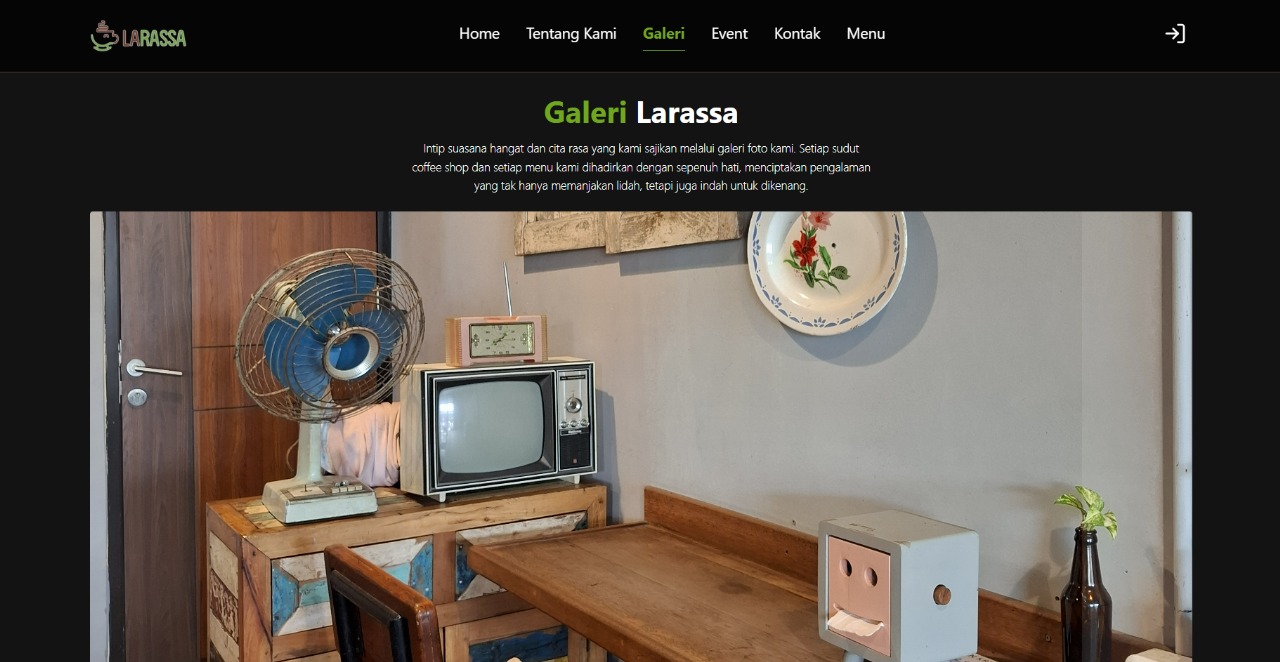 LARASSA
Home
Tentang Kami
Galeri
Event
Kontak
Menu
Galeri Larassa
Intip suasana hangat dan cita rasa yang kami sajikan melalui galeri foto kami. Setiap sudut
coffee shop dan setiap menu kami dihadirkan dengan sepenuh hati, menciptakan pengalaman
yang tak hanya memanjakan lidah, tetapi juga indah untuk dikenang.